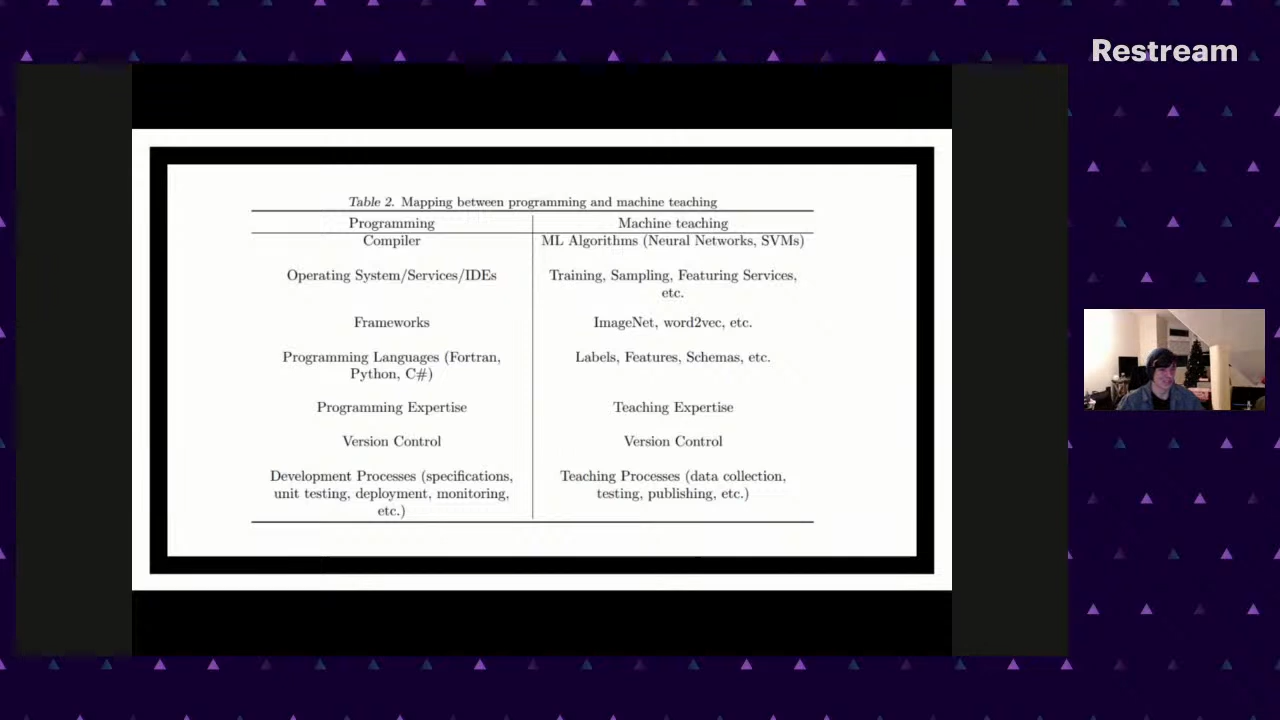 Restream
Table 2. Mapping between programming and machine teaching
Programming
Machine teaching
Compiler
ML Algorithms (Neural Networks, SVMs)
Operating System/Services/IDEs
Training, Sampling, Featuring Services,
etc.
Frameworks
ImageNet, word2vec, etc.
Programming Languages (Fortran,
Python, C#)
Labels, Features, Schemas, etc.
Programming Expertise
Teaching Expertise
Version Control
Version Control
Development Processes (specifications,
unit testing, deployment, monitoring,
etc.)
Teaching Processes (data collection,
testing, publishing, etc.)